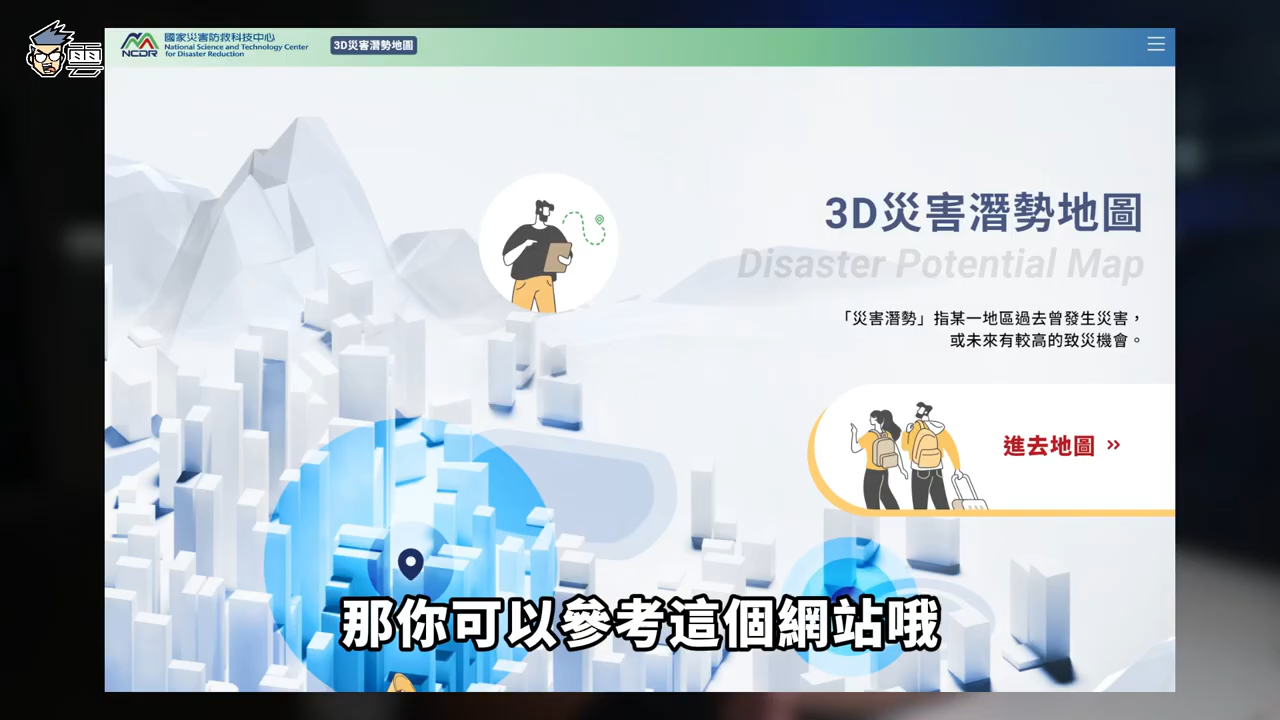 雫
NCDR
國家災害防救科技中心
National Science and Technology Center
for Disaster Reduction
3D災害潛勢地圖
3D災害潛勢地圖
Disaster Potential Map
「災害潛勢」指某一地區過去曾發生災害，
或未來有較高的致災機會。
進去地圖 »
那你可以參考這個網站哦